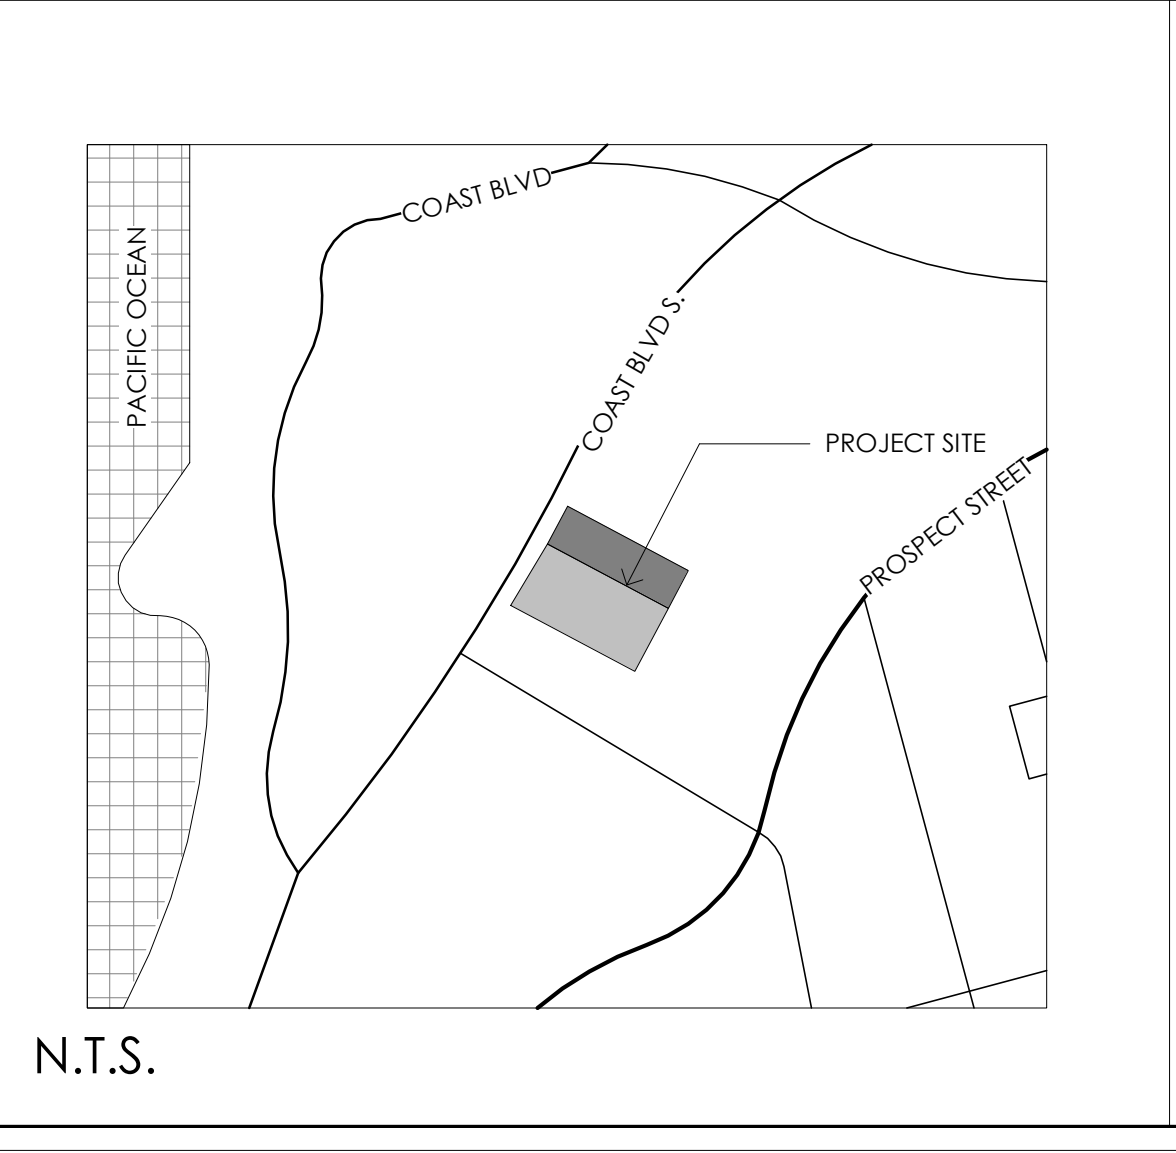 COAST BLVD
PACIFIC OCEAN
COAST BLVD S.
PROJECT SITE
PROSPECT STREET
N.T.S.